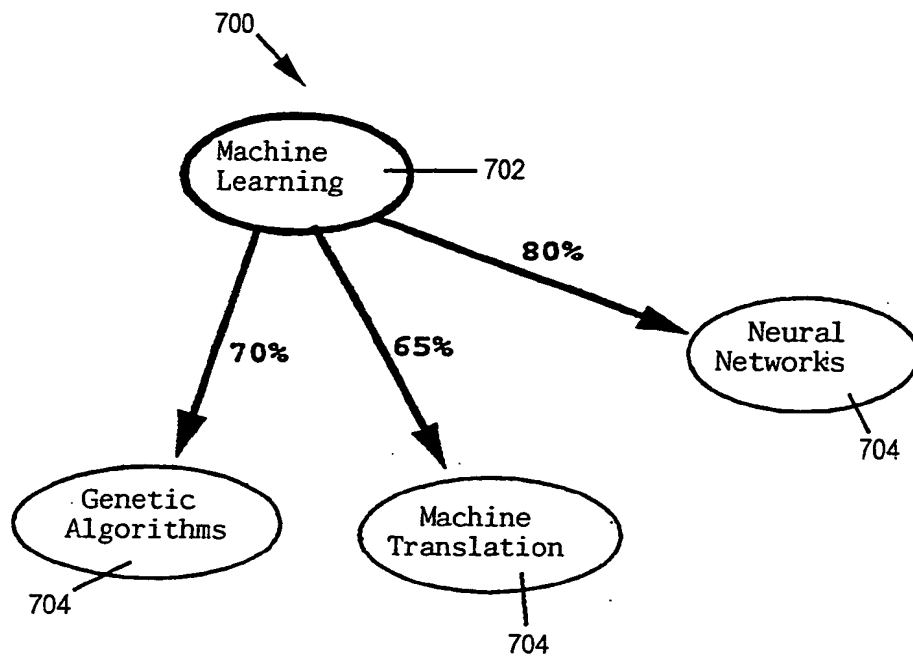 700
Machine
Learning
702
80%
70%
65%
Neural
Networks
704
Genetic
Algorithms
704
Machine
Translation
704